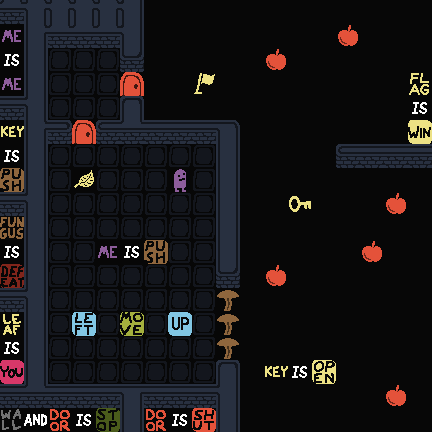 ME
IS
ME
FLAG
IS
WIN
KEY
IS
PUSH
FUNGUS
IS
DEFEAT
ME IS PUSH
LEAF
IS
YOU
LEFT MOVE UP
KEY IS OPEN
WALL AND DOOR IS STOP
DOOR IS SHUT